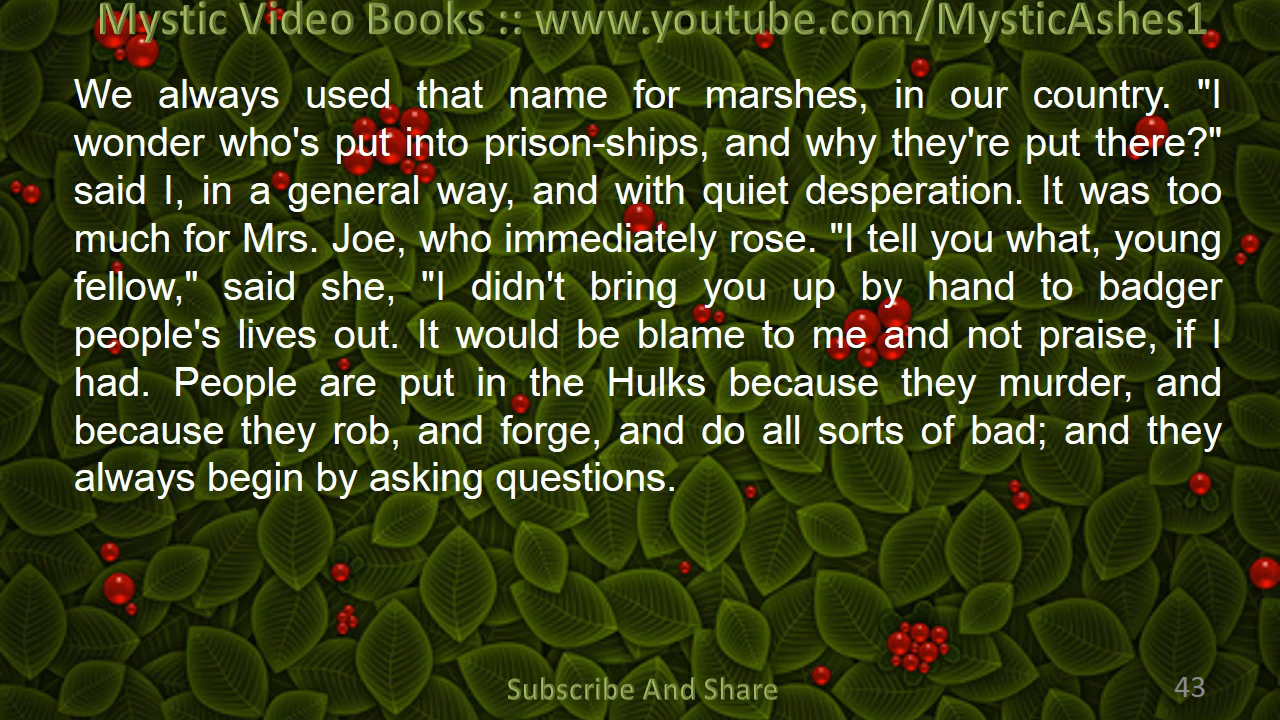 Mystic Video Books :: www.youtube.com/MysticAshes1
We always used that name for marshes, in our country. "I
wonder who's put into prison-ships, and why they're put there?"
said I, in a general way, and with quiet desperation. It was too
much for Mrs. Joe, who immediately rose. "I tell you what, young
fellow," said she, "I didn't bring you up by hand to badger
people's lives out. It would be blame to me and not praise, if I
had. People are put in the Hulks because they murder, and
because they rob, and forge, and do all sorts of bad; and they
always begin by asking questions.
Subscribe And Share
43